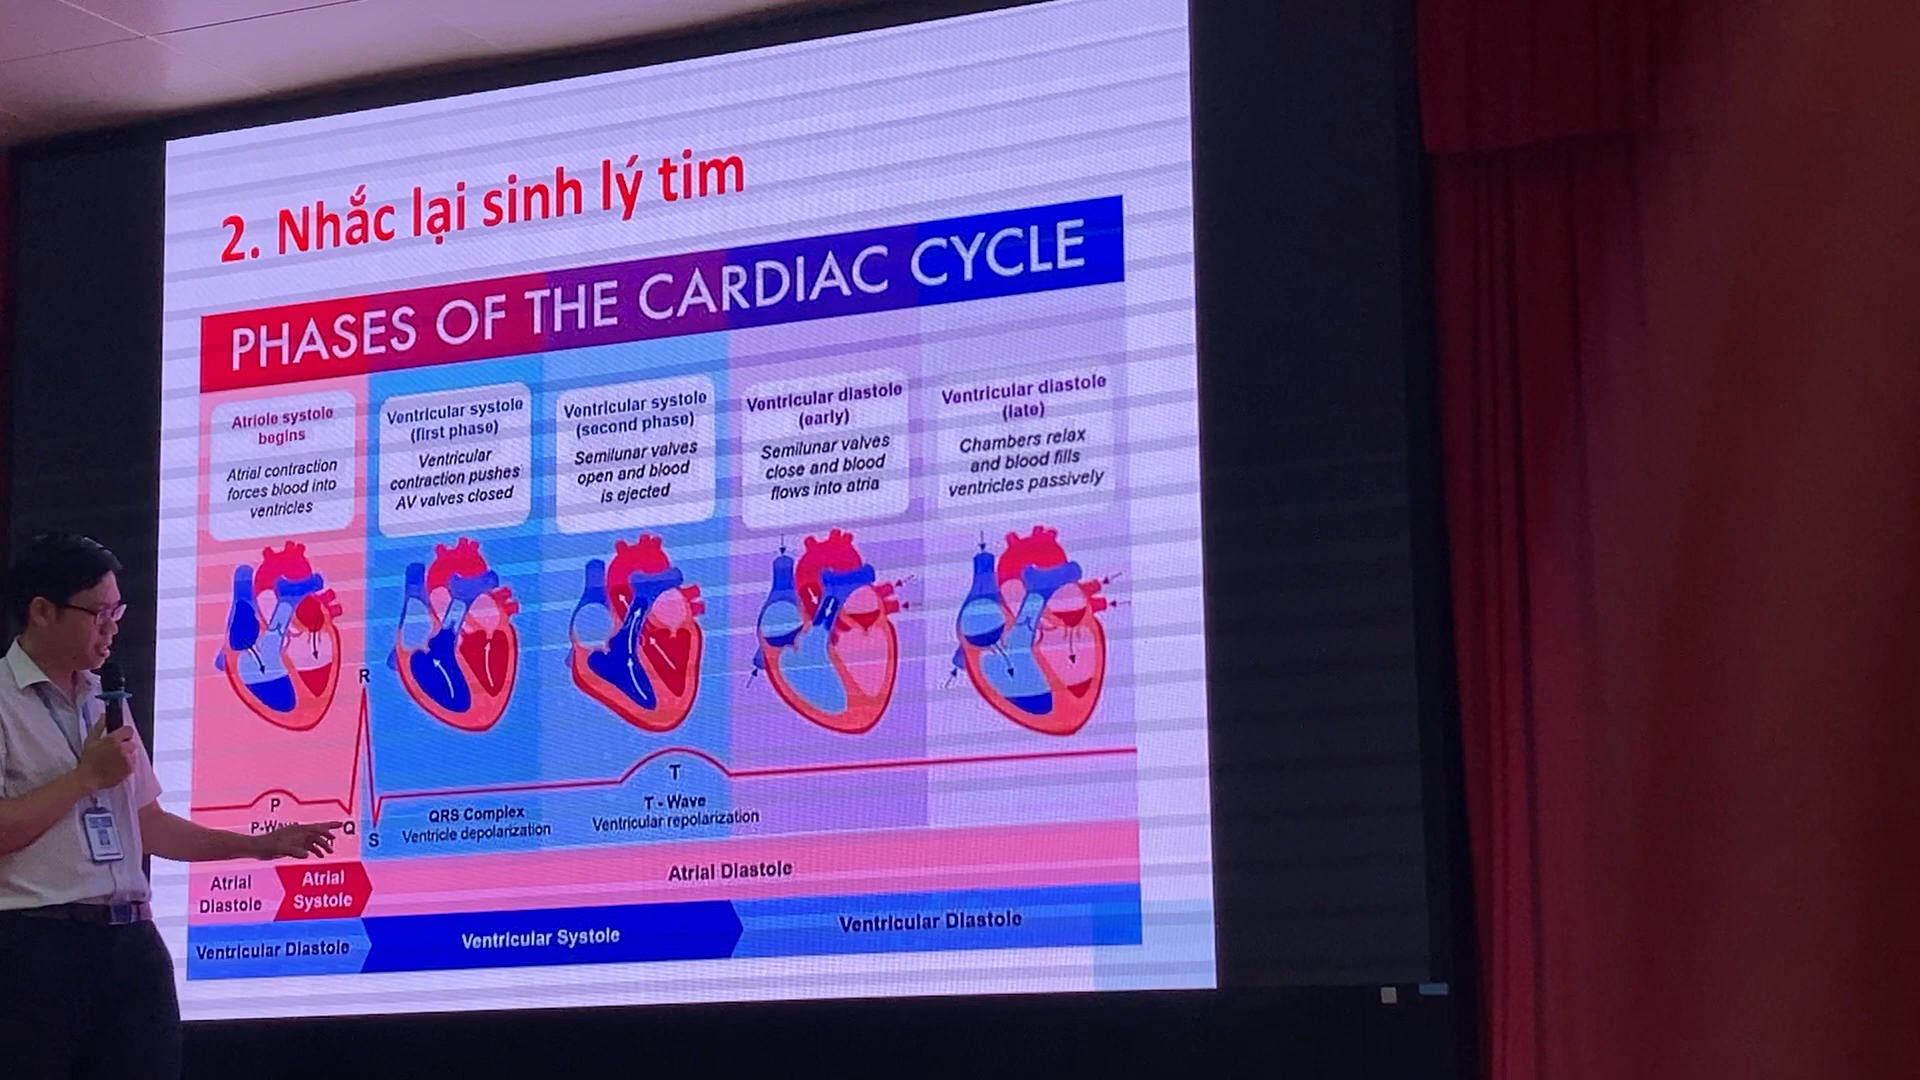 2. Nhắc lại sinh lý tim
PHASES OF THE CARDIAC CYCLE
Atriole systole
begins
Atrial contraction
forces blood into
ventricles
Ventricular systole
(first phase)
Ventricular
contraction pushes
AV valves closed
Ventricular systole
(second phase)
Semilunar valves
open and blood
is ejected
Ventricular diastole
(early)
Semilunar valves
close and blood
flows into atria
Ventricular diastole
(late)
Chambers relax
and blood fills
ventricles passively
R
P
P-Wave
Q
S
QRS Complex
Ventricle depolarization
T
T - Wave
Ventricular repolarization
Atrial
Diastole
Atrial
Systole
Atrial Diastole
Ventricular Diastole
Ventricular Systole
Ventricular Diastole